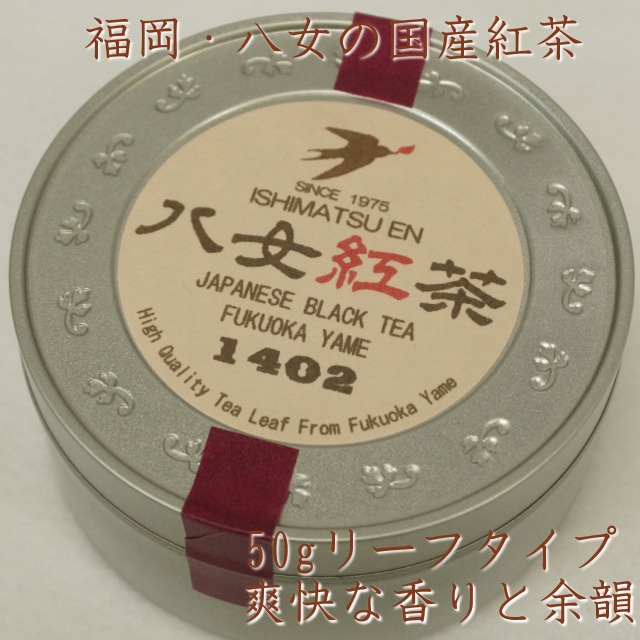 福岡・八女の国産紅茶
SINCE 1975
ISHIMATSU EN
八女紅茶
JAPANESE BLACK TEA
FUKUOKA YAME
1402
High Quality Tea Leaf From Fukuoka Yame
50gリーフタイプ
爽快な香りと余韻